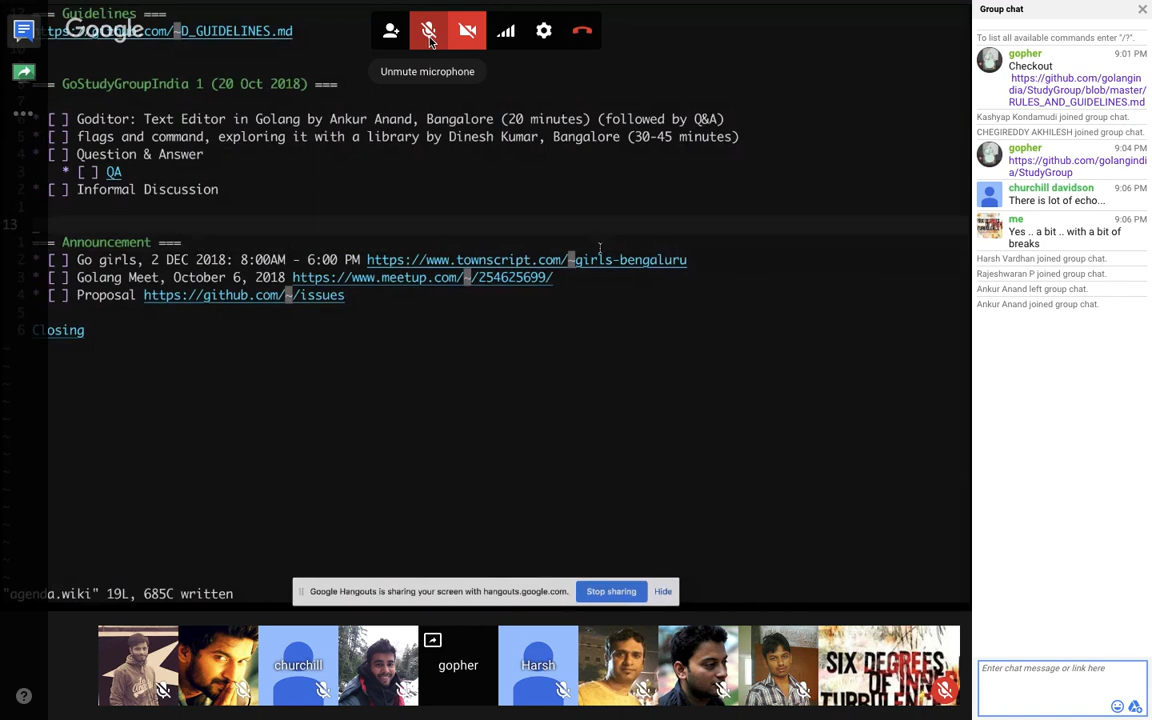 === Guidelines ===
ttps://github.com/~D_GUIDELINES.md
Google
Unmute microphone
=== GoStudyGroupIndia 1 (20 Oct 2018) ===
* [ ] Goditor: Text Editor in Golang by Ankur Anand, Bangalore (20 minutes) (followed by Q&A)
* [ ] flags and command, exploring it with a library by Dinesh Kumar, Bangalore (30-45 minutes)
* [ ] Question & Answer
* [ ] QA
* [ ] Informal Discussion
13
=== Announcement ===
* [ ] Go girls, 2 DEC 2018: 8:00AM - 6:00 PM https://www.townscript.com/~girls-bengaluru
* [ ] Golang Meet, October 6, 2018 https://www.meetup.com/~/254625699/
* [ ] Proposal https://github.com/~/issues
Closing
"agenda.wiki" 19L, 685C written
Google Hangouts is sharing your screen with hangouts.google.com. Stop sharing Hide
churchill
gopher
Harsh
SIX DEGREES
OF INNER
TURBULENCE
Group chat
To list all available commands enter "/?".
gopher 9:01 PM
Checkout
https://github.com/golangin
dia/StudyGroup/blob/master/
RULES_AND_GUIDELINES.md
Kashyap Kondamudi joined group chat.
CHEGIREDDY AKHILESH joined group chat.
gopher 9:04 PM
https://github.com/golangindi
a/StudyGroup
churchill davidson 9:06 PM
There is lot of echo...
me 9:06 PM
Yes .. a bit .. with a bit of
breaks
Harsh Vardhan joined group chat.
Rajeshwaran P joined group chat.
Ankur Anand left group chat.
Ankur Anand joined group chat.
Enter chat message or link here